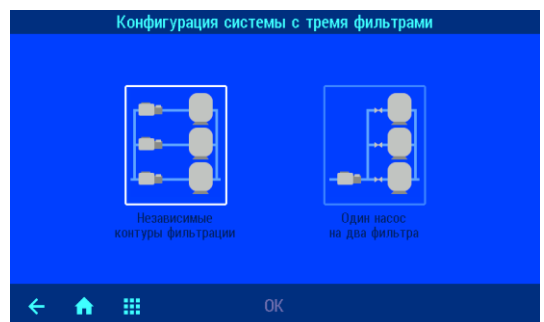 Конфигурация системы с тремя фильтрами
Независимые
контуры фильтрации
Один насос
на два фильтра
OK